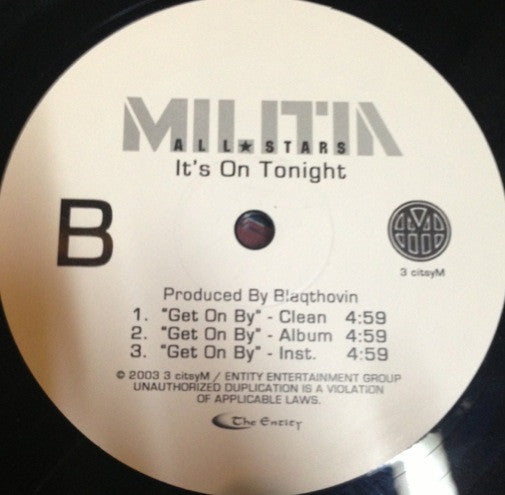 MILITIA
ALL★STARS
It's On Tonight
B
3 citsyM
Produced By Blaqthovin
1. "Get On By" - Clean 4:59
2. "Get On By" - Album 4:59
3. "Get On By" - Inst. 4:59
© 2003 3 citsyM / ENTITY ENTERTAINMENT GROUP
UNAUTHORIZED DUPLICATION IS A VIOLATION
OF APPLICABLE LAWS.
The Entity